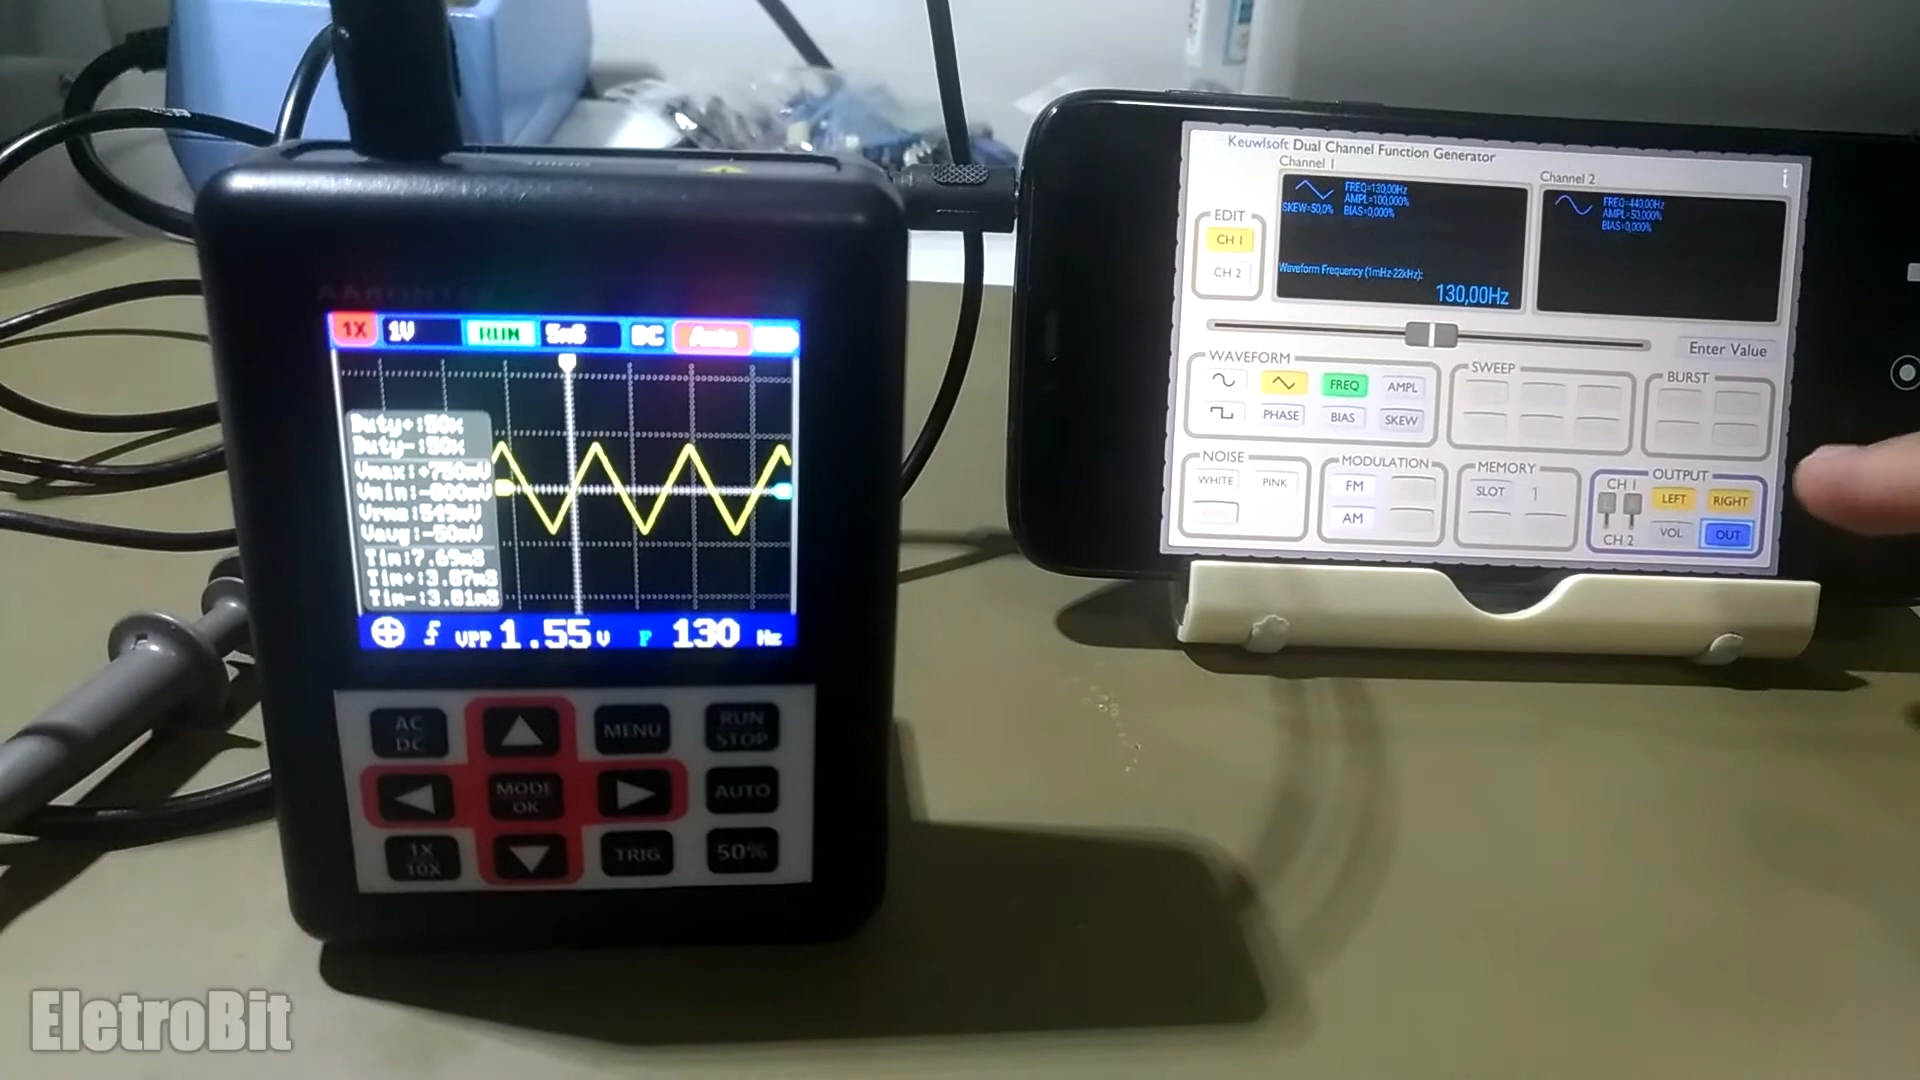 Keuwlsoft Dual Channel Function Generator
Channel 1
Channel 2
i
FREQ=130,00Hz
AMPL=100,000%
SKEW=50,0% BIAS=0,000%
FREQ=440,00Hz
AMPL=50,000%
BIAS=0,000%
EDIT
CH 1
CH 2
Waveform Frequency (1mHz-22kHz):
130,00Hz
Enter Value
WAVEFORM
FREQ
AMPL
PHASE
BIAS
SKEW
SWEEP
BURST
NOISE
WHITE
PINK
MODULATION
FM
AM
MEMORY
SLOT 1
OUTPUT
CH 1
LEFT
RIGHT
CH 2
VOL
OUT
1X 1V RUN 5mS DC Auto
Duty+:50%
Duty-:50%
Vmax:+750mV
Vmin:-800mV
Vrms:549mV
Vavg:-50mV
Tim:7.69mS
Tim+:3.87mS
Tim-:3.81mS
VPP 1.55V F 130 Hz
AC
DC
MENU
RUN
STOP
MODE
OK
AUTO
1X
10X
TRIG
50%
EletroBit